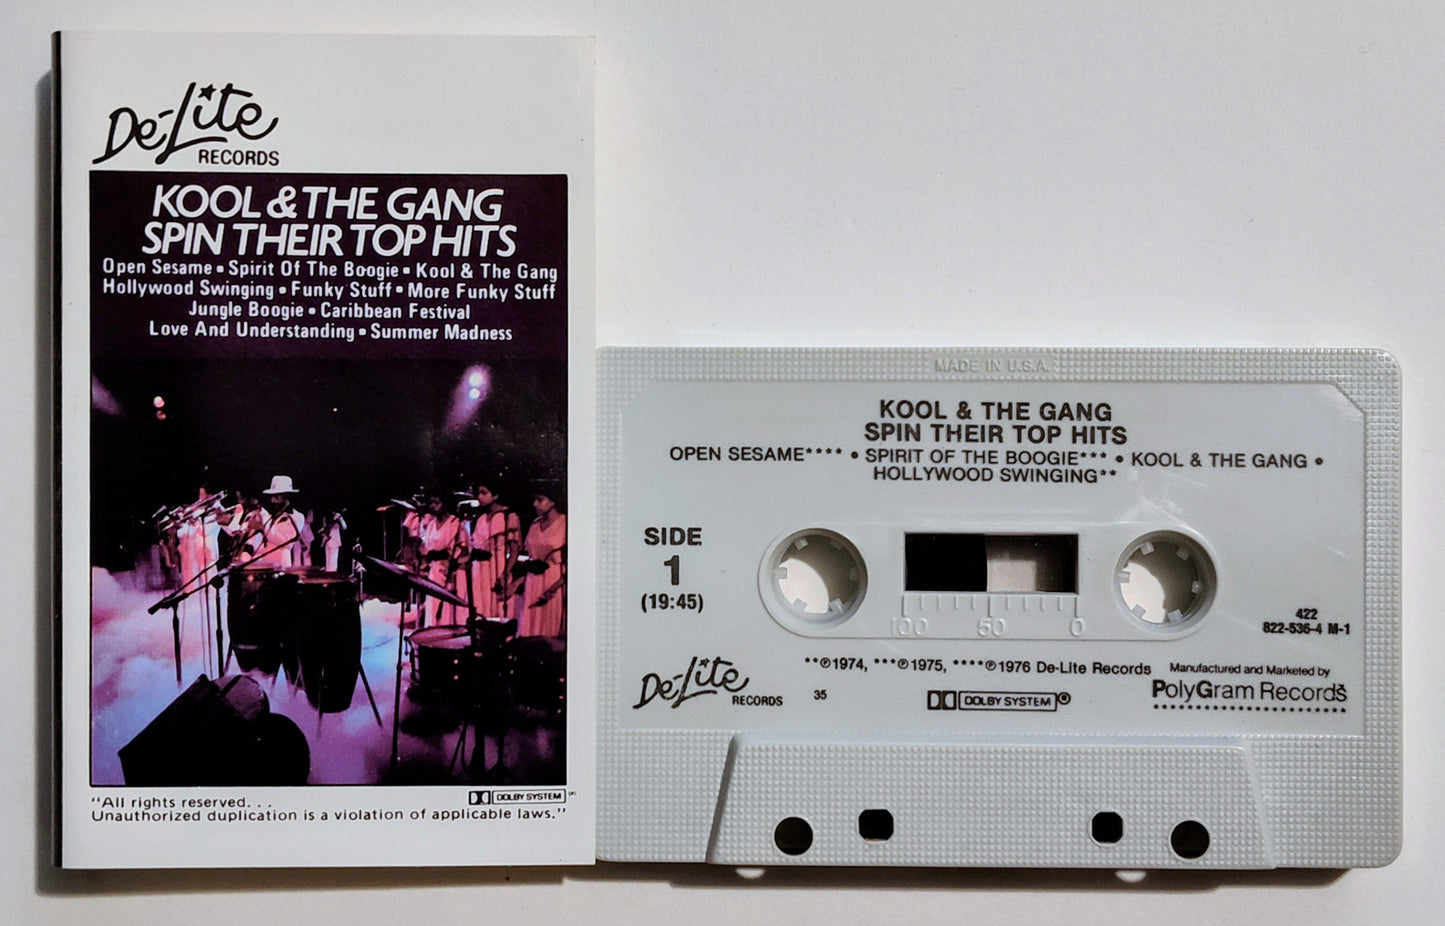 De-Lite
RECORDS
KOOL & THE GANG
SPIN THEIR TOP HITS
Open Sesame • Spirit Of The Boogie • Kool & The Gang
Hollywood Swinging • Funky Stuff • More Funky Stuff
Jungle Boogie • Caribbean Festival
Love And Understanding • Summer Madness
"All rights reserved. . .
Unauthorized duplication is a violation of applicable laws."
DOLBY SYSTEM
MADE IN U.S.A.
KOOL & THE GANG
SPIN THEIR TOP HITS
OPEN SESAME**** • SPIRIT OF THE BOOGIE*** • KOOL & THE GANG •
HOLLYWOOD SWINGING**
SIDE
1
(19:45)
100 50 0
422
822-536-4 M-1
**℗1974, ***℗1975, ****℗1976 De-Lite Records
De-Lite
RECORDS
35
DOLBY SYSTEM®
Manufactured and Marketed by
PolyGram Records